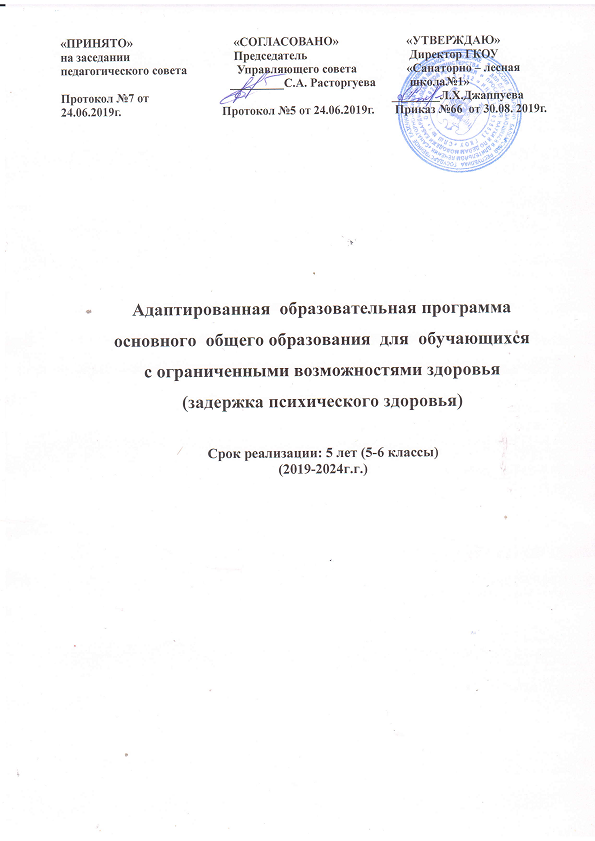 «ПРИНЯТО»
на заседании
педагогического совета
Протокол №7 от
24.06.2019г.
«СОГЛАСОВАНО»
Председатель
Управляющего совета
________С.А. Расторгуева
Протокол №5 от 24.06.2019г.
«УТВЕРЖДАЮ»
Директор ГКОУ
«Санаторно – лесная
школа№1»
_______Л.Х.Джаппуева
Приказ №66 от 30.08. 2019г.
Адаптированная образовательная программа
основного общего образования для обучающихся
с ограниченными возможностями здоровья
(задержка психического здоровья)
Срок реализации: 5 лет (5-6 классы)
(2019-2024г.г.)